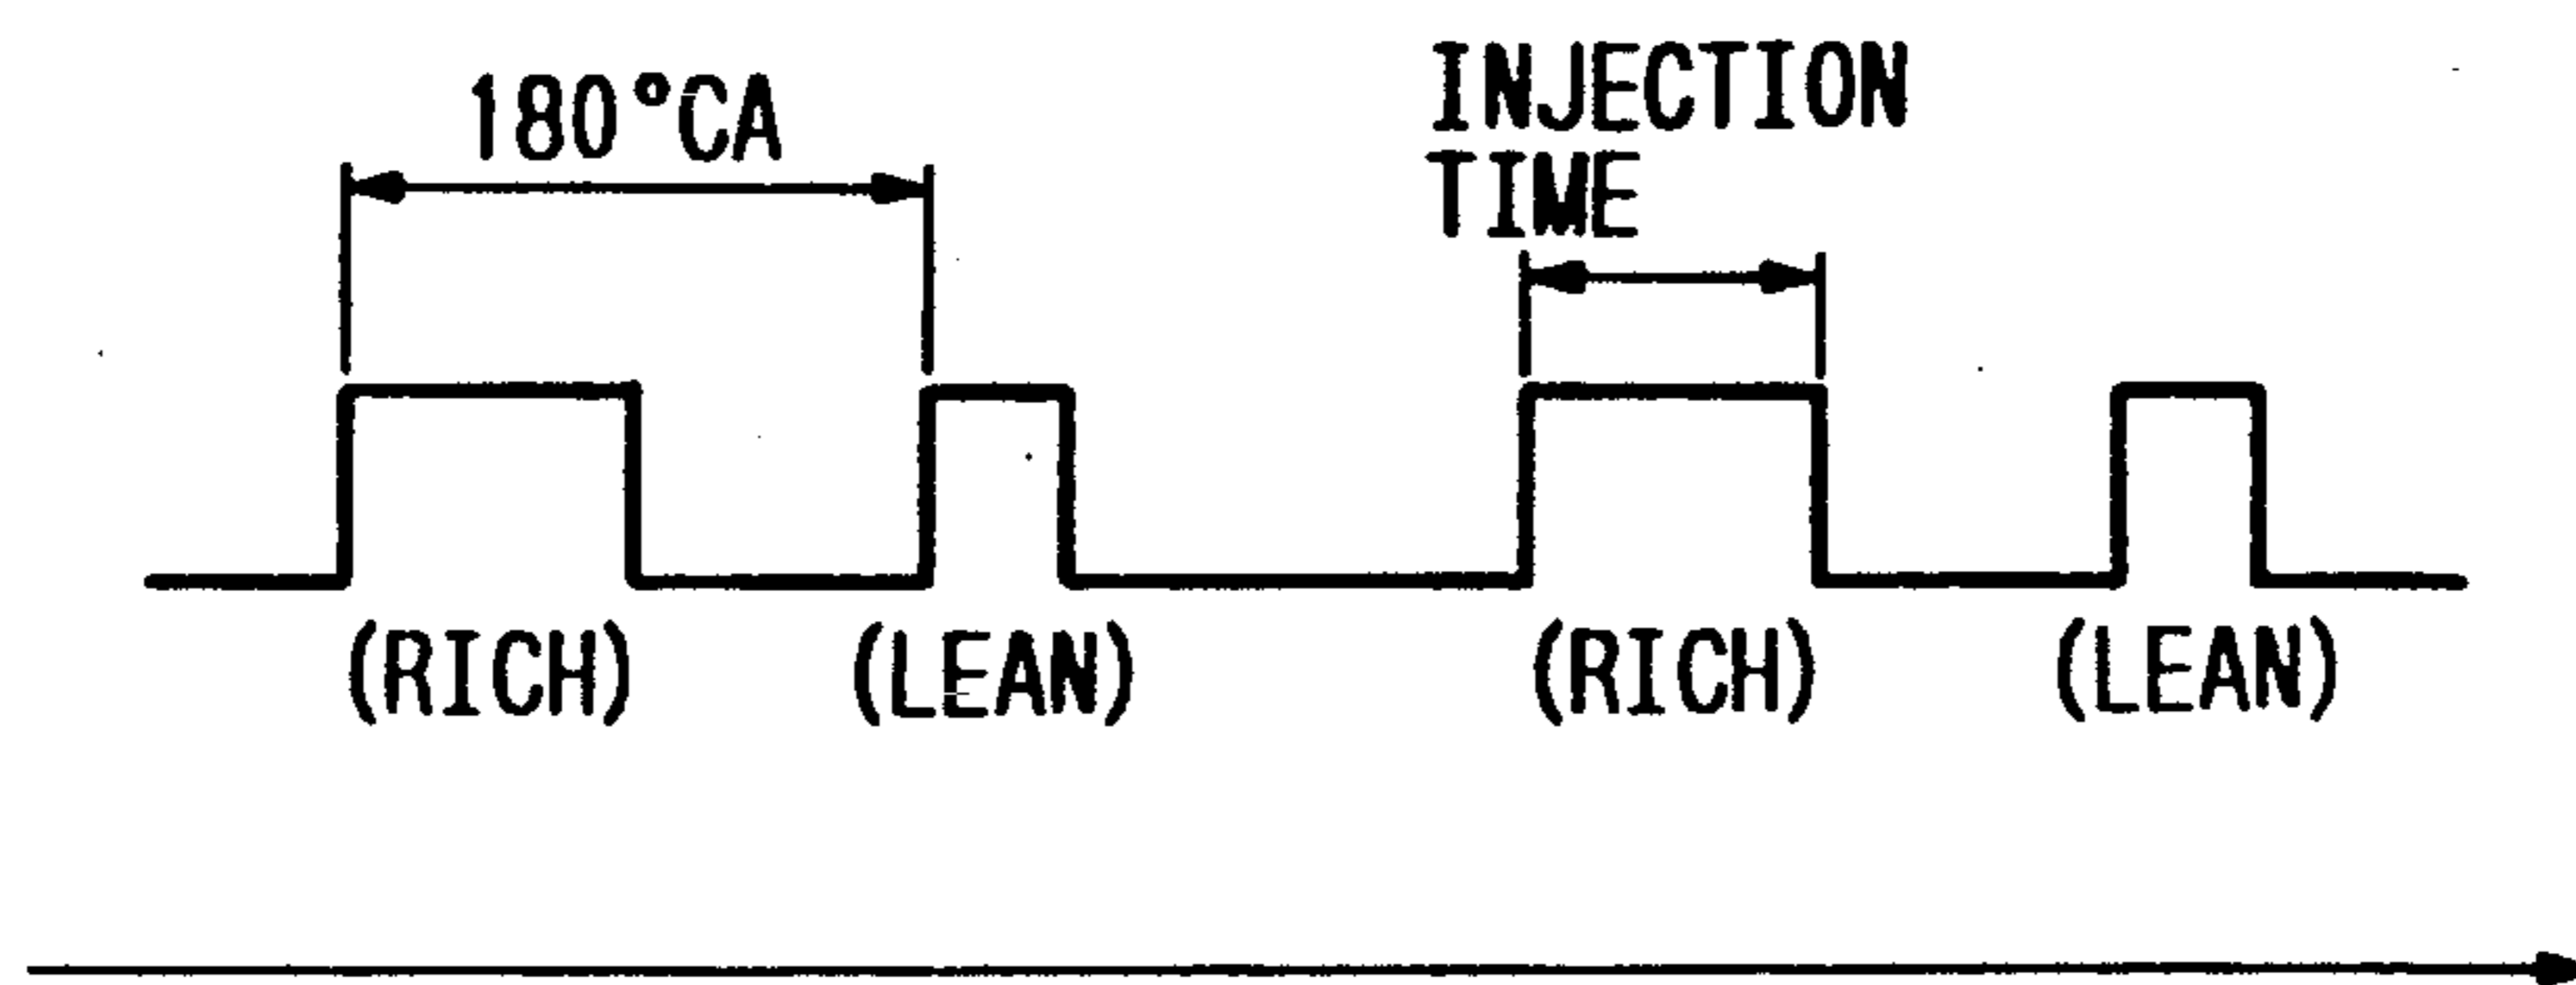 180°CA
INJECTION
TIME
(RICH) (LEAN) (RICH) (LEAN)